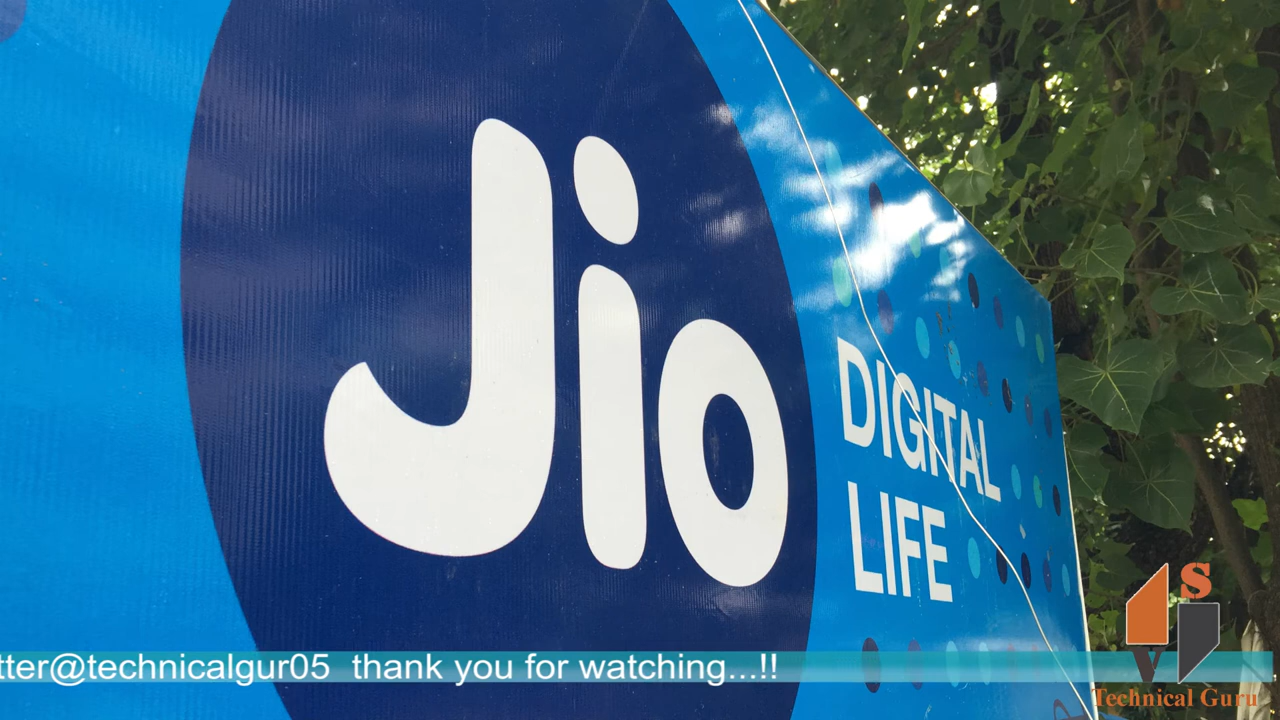 Jio
DIGITAL
LIFE
tter@technicalgur05 thank you for watching...!!
S
V
Technical Guru